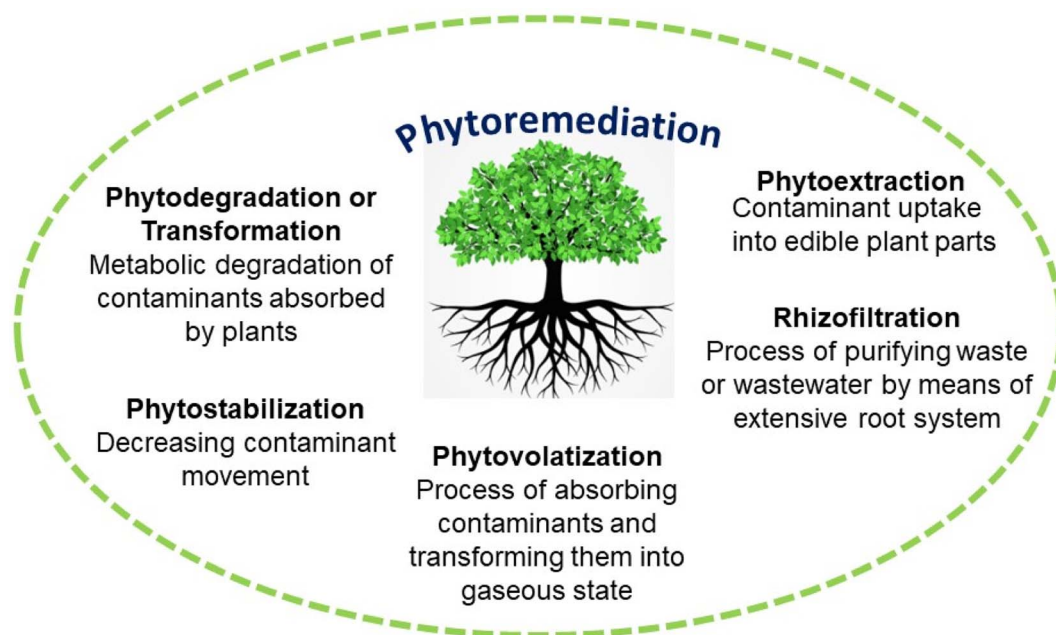 Phytoremediation
Phytodegradation or
Transformation
Metabolic degradation of
contaminants absorbed
by plants
Phytostabilization
Decreasing contaminant
movement
Phytovolatization
Process of absorbing
contaminants and
transforming them into
gaseous state
Phytoextraction
Contaminant uptake
into edible plant parts
Rhizofiltration
Process of purifying waste
or wastewater by means of
extensive root system